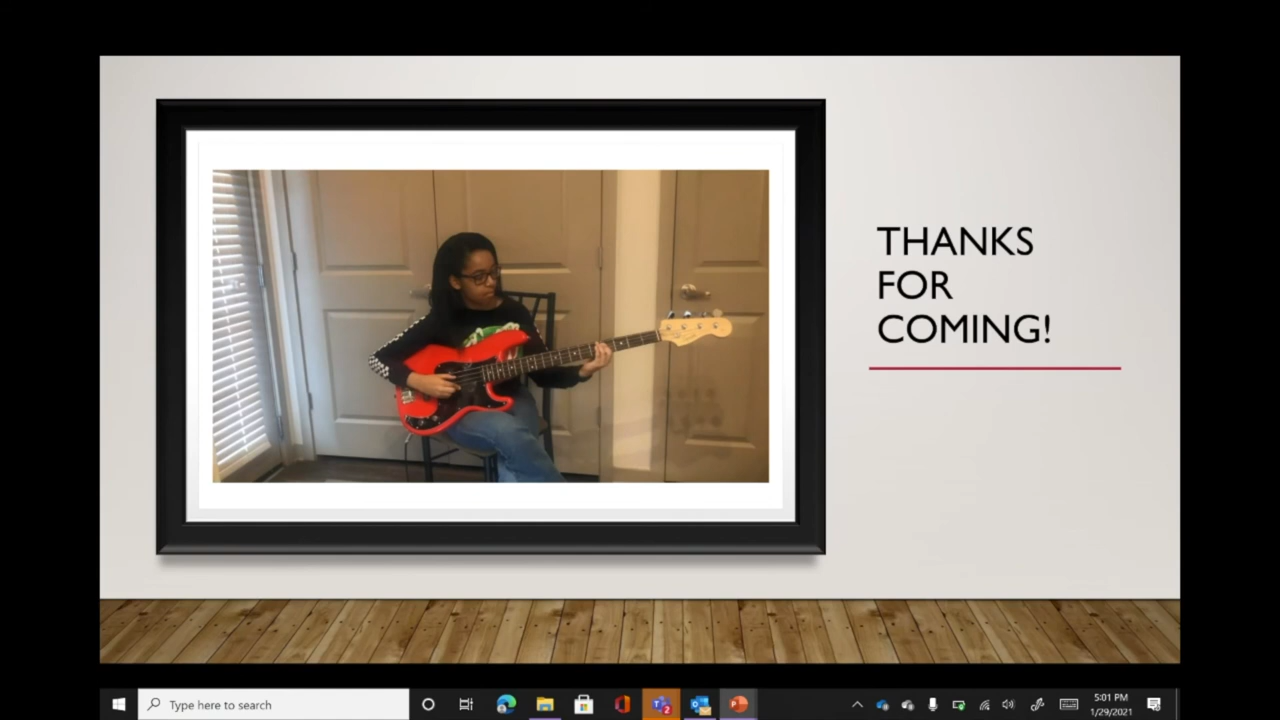 THANKS
FOR
COMING!
Type here to search
5:01 PM
1/29/2021